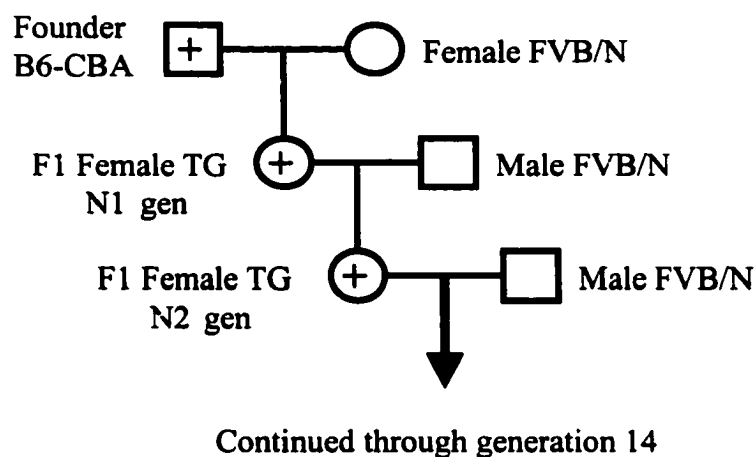 Founder
B6-CBA
+
Female FVB/N
F1 Female TG
N1 gen
+
Male FVB/N
F1 Female TG
N2 gen
+
Male FVB/N
Continued through generation 14